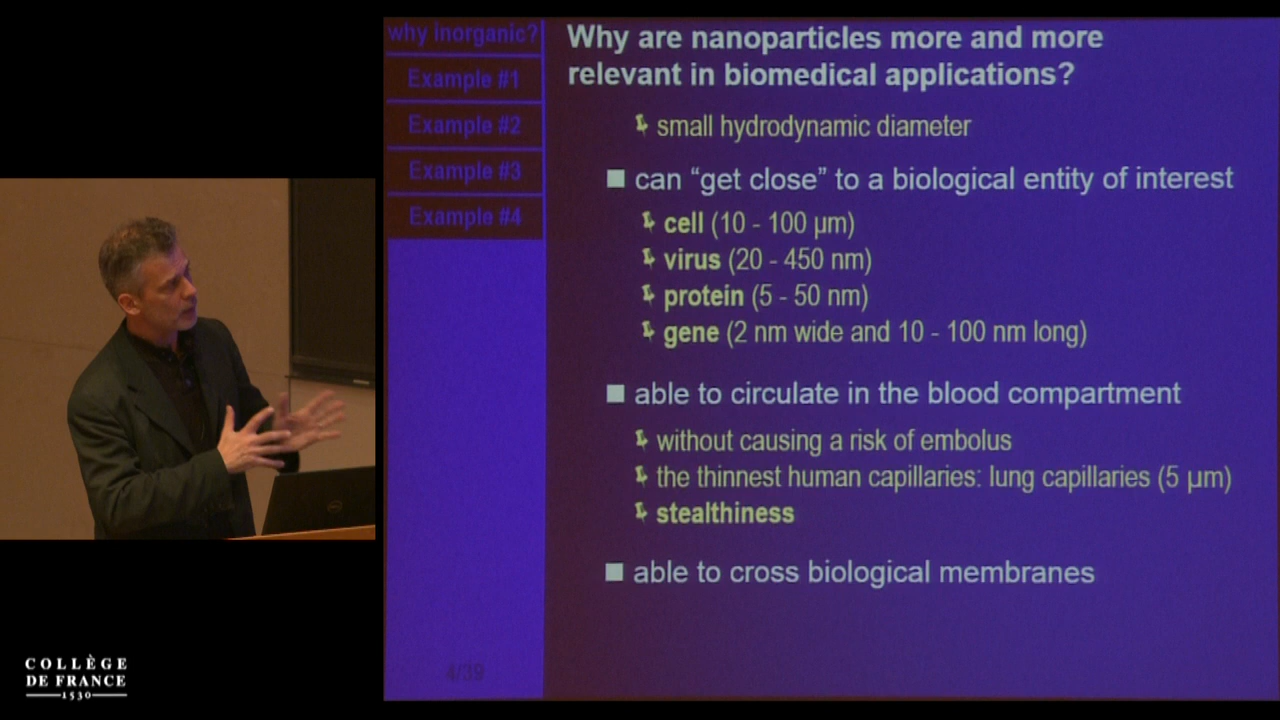 why inorganic?
Example #1
Example #2
Example #3
Example #4
Why are nanoparticles more and more
relevant in biomedical applications?
small hydrodynamic diameter
can “get close” to a biological entity of interest
cell (10 - 100 µm)
virus (20 - 450 nm)
protein (5 - 50 nm)
gene (2 nm wide and 10 - 100 nm long)
able to circulate in the blood compartment
without causing a risk of embolus
the thinnest human capillaries: lung capillaries (5 µm)
stealthiness
able to cross biological membranes
4/39
COLLÈGE
DE FRANCE
1530